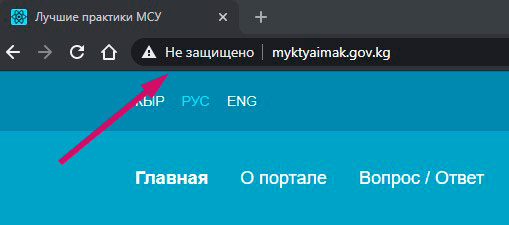 Лучшие практики МСУ
Не защищено myktyaimak.gov.kg
КЫР РУС ENG
Главная О портале Вопрос / Ответ